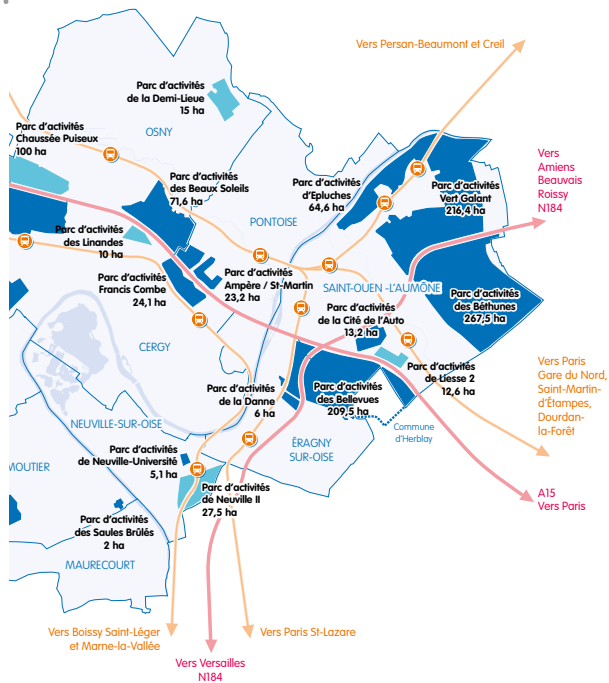 Vers Persan-Beaumont et Creil
Parc d'activités
de la Demi-Lieue
15 ha
OSNY
Parc d'activités
Chaussée Puiseux
100 ha
Vers
Amiens
Beauvais
Roissy
N184
Parc d'activités
des Beaux Soleils
71,6 ha
Parc d'activités
d'Epluches
64,6 ha
Parc d'activités
Vert Galant
216,4 ha
PONTOISE
Parc d'activités
des Linandes
10 ha
Parc d'activités
Francis Combe
24,1 ha
Parc d'activités
Ampère / St-Martin
23,2 ha
SAINT-OUEN -L'AUMÔNE
Parc d'activités
des Béthunes
267,5 ha
Parc d'activités
de la Cité de l'Auto
13,2 ha
CERGY
Parc d'activités
de Liesse 2
12,6 ha
Vers Paris
Gare du Nord,
Saint-Martin-
d'Étampes,
Dourdan-
la-Forêt
Parc d'activités
de la Danne
6 ha
Parc d'activités
des Bellevues
209,5 ha
Commune
d'Herblay
NEUVILLE-SUR-OISE
ÉRAGNY
SUR-OISE
Parc d'activités
de Neuville-Université
5,1 ha
MOUTIER
Parc d'activités
de Neuville II
27,5 ha
A15
Vers Paris
Parc d'activités
des Saules Brûlés
2 ha
MAURECOURT
Vers Boissy Saint-Léger
et Marne-la-Vallée
Vers Paris St-Lazare
Vers Versailles
N184